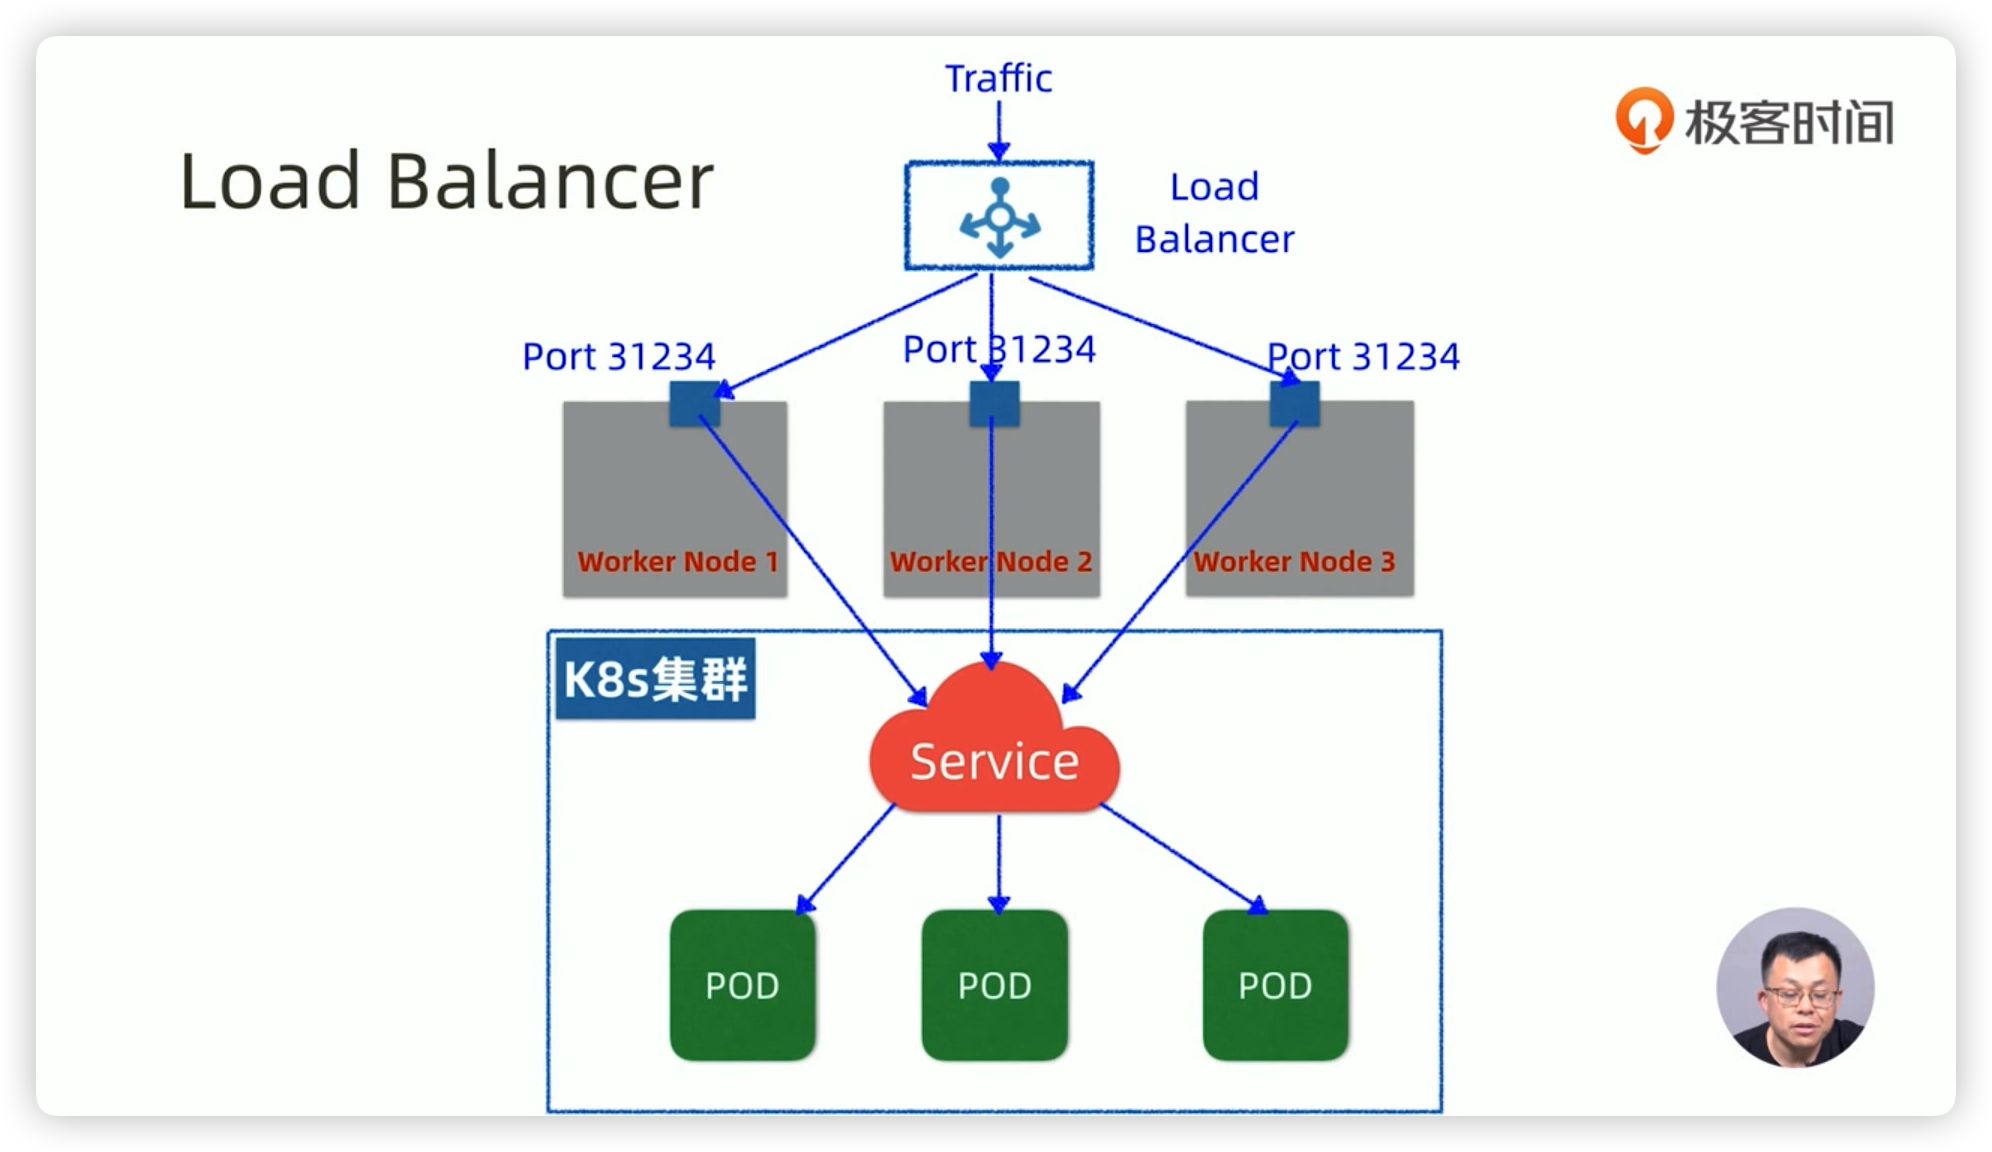 Traffic
极客时间
Load Balancer
Load
Balancer
Port 31234
Port 31234
Port 31234
Worker Node 1
Worker Node 2
Worker Node 3
K8s集群
Service
POD
POD
POD